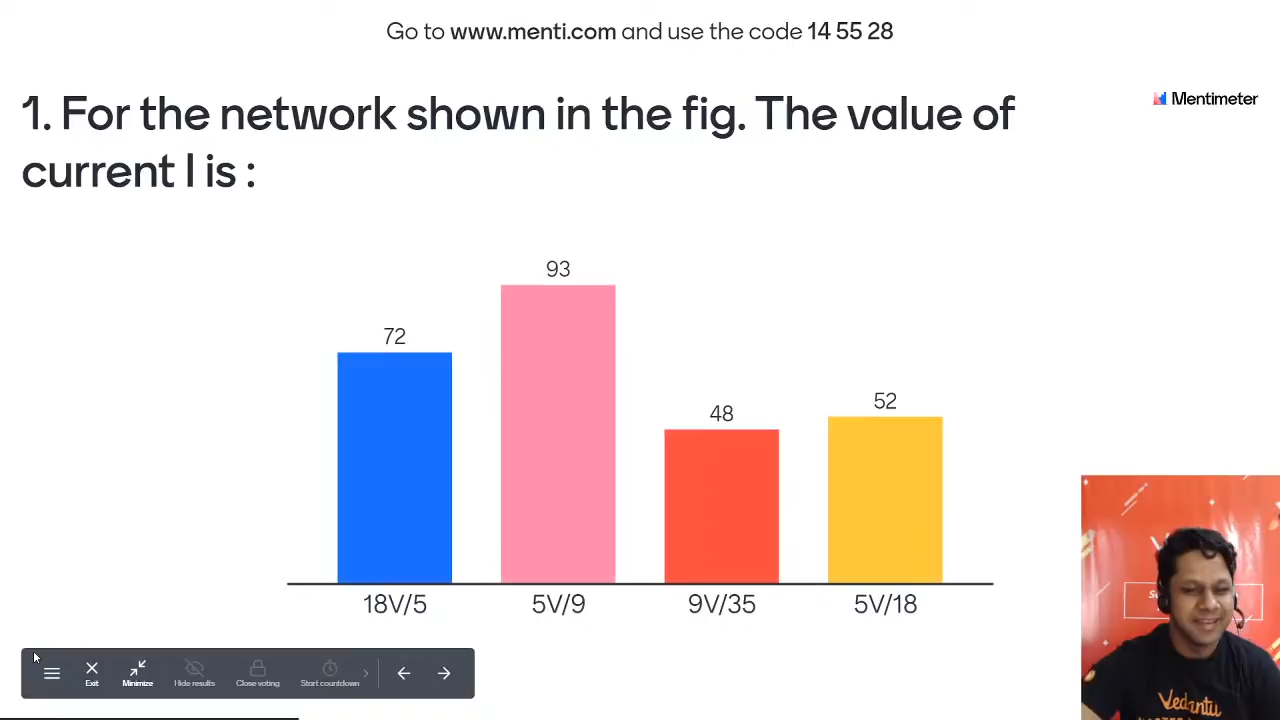 Go to www.menti.com and use the code 14 55 28
1. For the network shown in the fig. The value of
current I is :
Mentimeter
93
72
48
52
18V/5
5V/9
9V/35
5V/18
Exit
Minimize
Hide results
Close voting
Start countdown
Vedantu